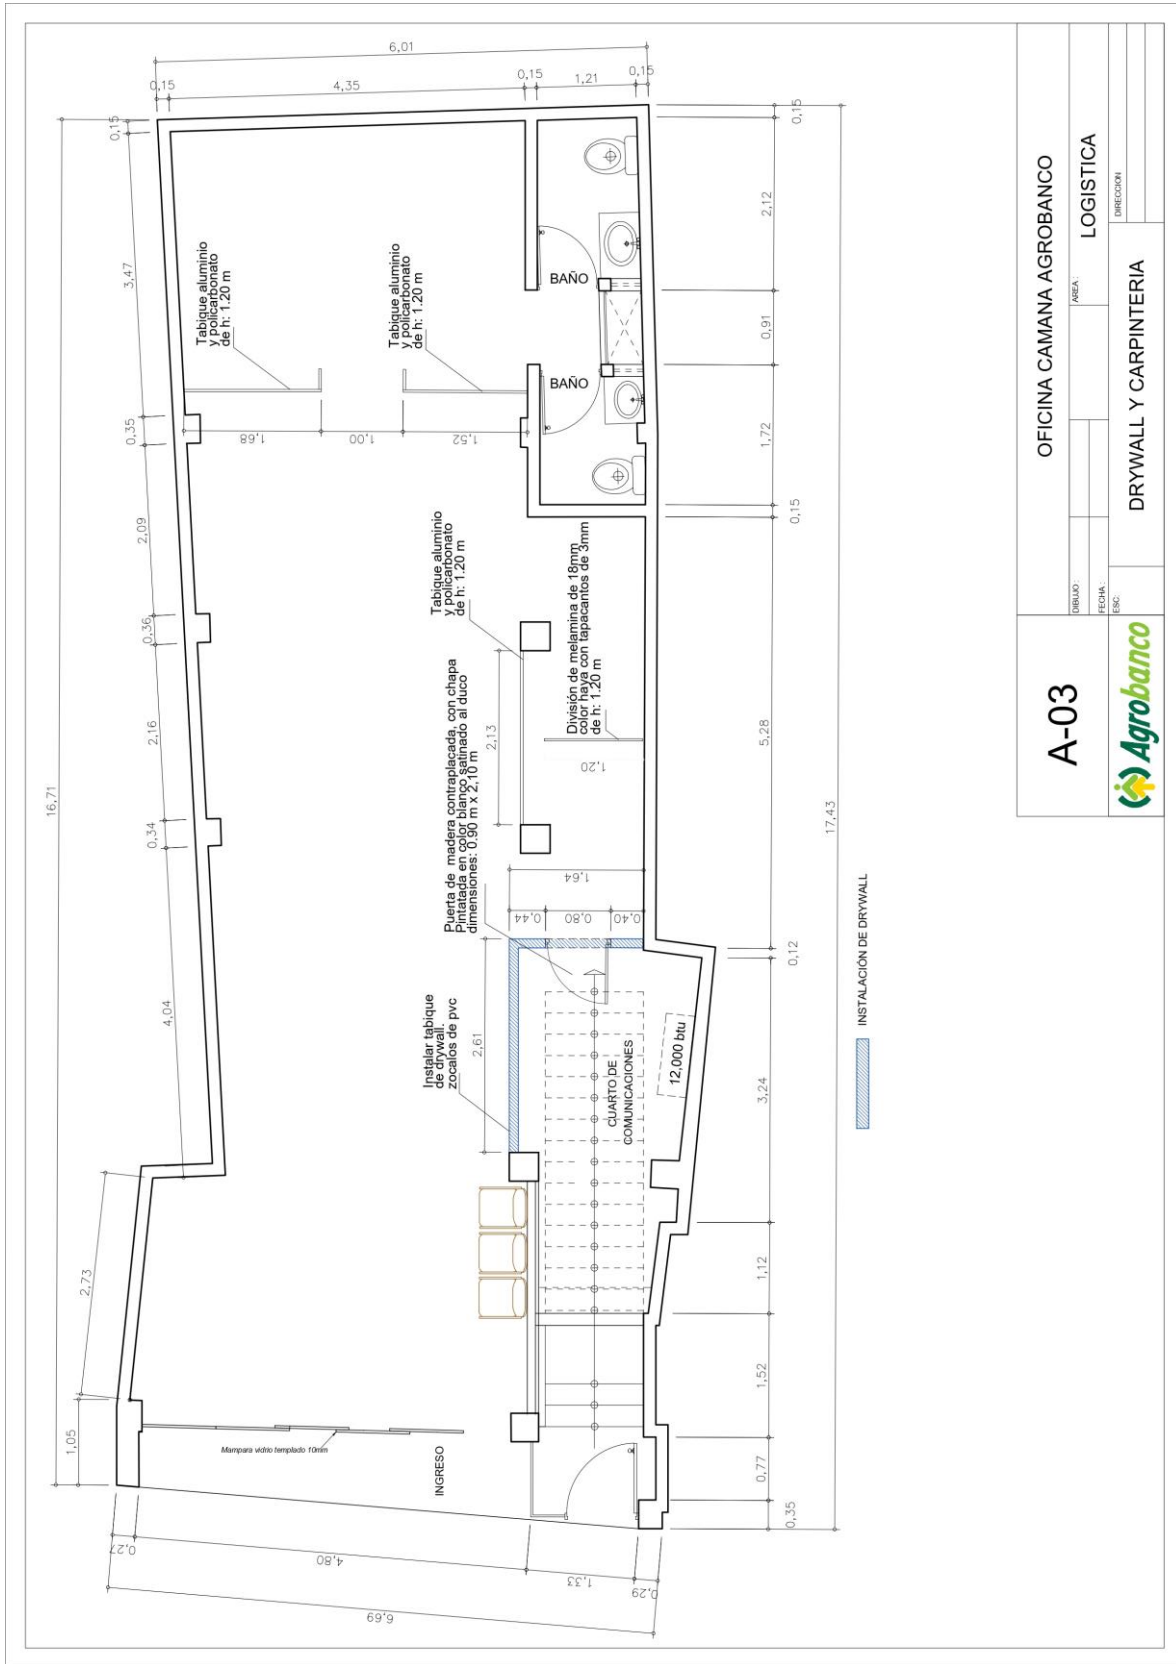 6,01
0,15
4,35
0,15
1,21
0,15
16,71
0,15
3,47
0,35
2,09
0,36
2,16
0,34
4,04
2,73
1,05
0,15
2,12
0,91
1,72
0,15
5,28
17,43
0,12
3,24
1,12
1,52
0,77
0,35
0,27
4,80
1,33
0,29
6,69
Tabique aluminio
y policarbonato
de h: 1.20 m
Tabique aluminio
y policarbonato
de h: 1.20 m
1,68
1,00
1,52
BAÑO
BAÑO
Tabique aluminio
y policarbonato
de h: 1.20 m
2,13
División de melamina de 18mm
color haya con tapacantos de 3mm
de h: 1.20 m
1,20
Puerta de madera contraplacada, con chapa
Pintatada en color blanco satinado al duco
dimensiones: 0.90 m x 2,10 m
1,64
0,44
0,80
0,40
Instalar tabique
de drywall.
zocalos de pvc
2,61
CUARTO DE
COMUNICACIONES
12,000 btu
Mampara vidrio templado 10mm
INGRESO
INSTALACIÓN DE DRYWALL
A-03
Agrobanco
OFICINA CAMANA AGROBANCO
DIBUJO :
FECHA :
AREA :
LOGISTICA
ESC:
DRYWALL Y CARPINTERIA
DIRECCION